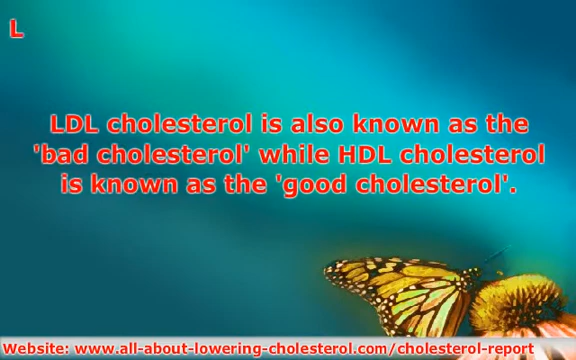 L
LDL cholesterol is also known as the
'bad cholesterol' while HDL cholesterol
is known as the 'good cholesterol'.
Website: www.all-about-lowering-cholesterol.com/cholesterol-report